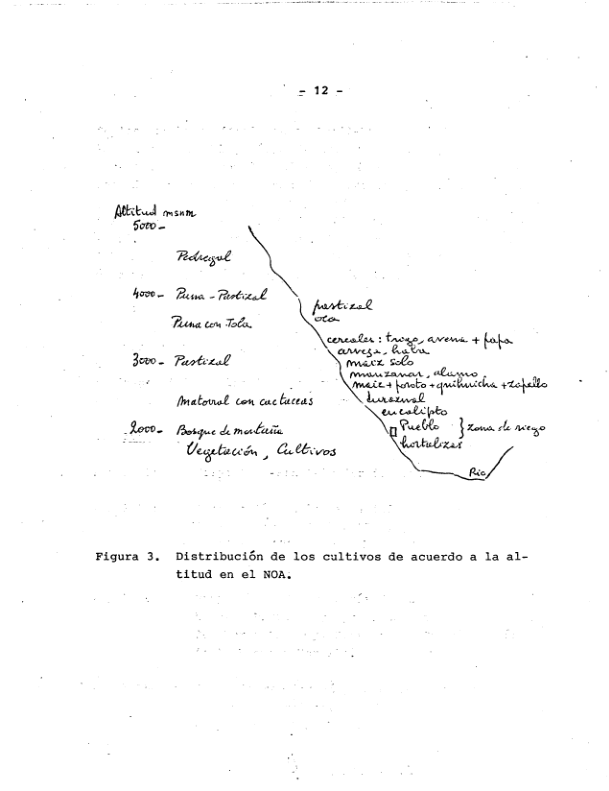 - 12 -
Altitud msnm
5000 -
Pedregal
4000 - Puna - Pastizal
pastizal
oca
Puna con Tola
cereales: trigo, avena + papa
arveja, haba
3000 - Pastizal
maiz solo
manzanar, alamo
maiz + poroto + quihuicha + zapallo
duraznal
Matorral con cactaceas
eucalipto
2000 - Bosque de montaña
Pueblo } zona de riego
hortalizas
Vegetación, Cultivos
Rio
Figura 3. Distribución de los cultivos de acuerdo a la al-
titud en el NOA.